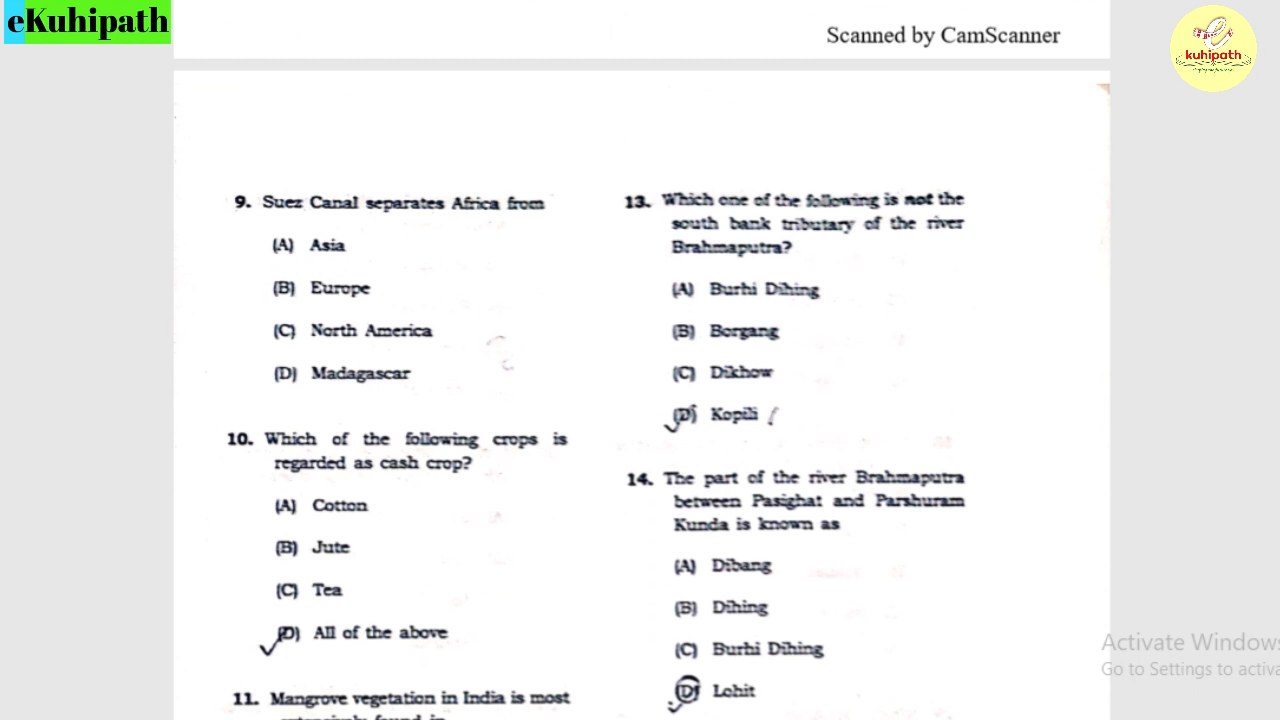 eKuhipath
Scanned by CamScanner
kuhipath
9. Suez Canal separates Africa from
(A) Asia
(B) Europe
(C) North America
(D) Madagascar
10. Which of the following crops is
regarded as cash crop?
(A) Cotton
(B) Jute
(C) Tea
(D) All of the above
11. Mangrove vegetation in India is most
extensively found in
13. Which one of the following is not the
south bank tributary of the river
Brahmaputra?
(A) Burhi Dihing
(B) Borgang
(C) Dikhow
(D) Kopili
14. The part of the river Brahmaputra
between Pasighat and Parshuram
Kunda is known as
(A) Dibang
(B) Dihing
(C) Burhi Dihing
(D) Lohit
Activate Windows
Go to Settings to activa